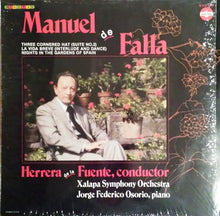 Manuel
de
Falla
THREE CORNERED HAT (SUITE NO.2)
LA VIDA BREVE (INTERLUDE AND DANCE)
NIGHTS IN THE GARDENS OF SPAIN
Herrera de la Fuente, conductor
Xalapa Symphony Orchestra
Jorge Federico Osorio, piano